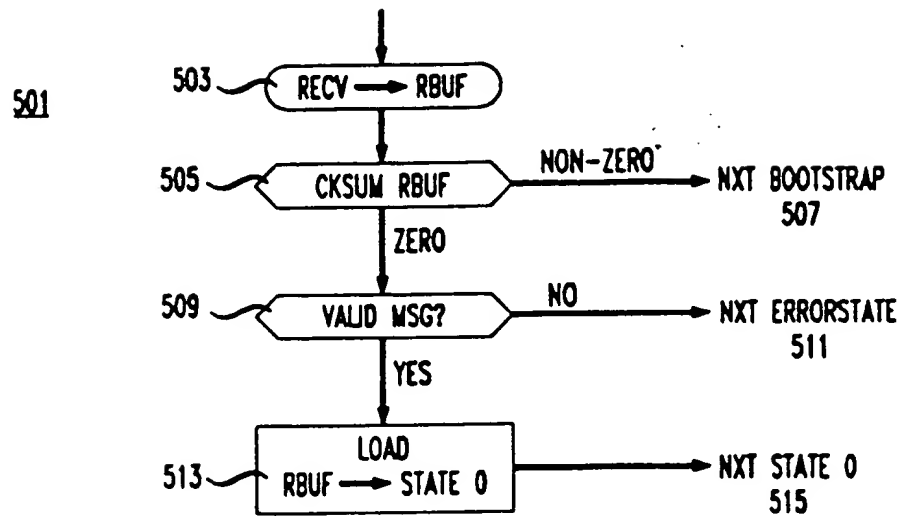 501
503 RECV → RBUF
505 CKSUM RBUF NON-ZERO NXT BOOTSTRAP
507
ZERO
509 VALID MSG? NO NXT ERRORSTATE
511
YES
LOAD
513 RBUF → STATE 0 NXT STATE 0
515